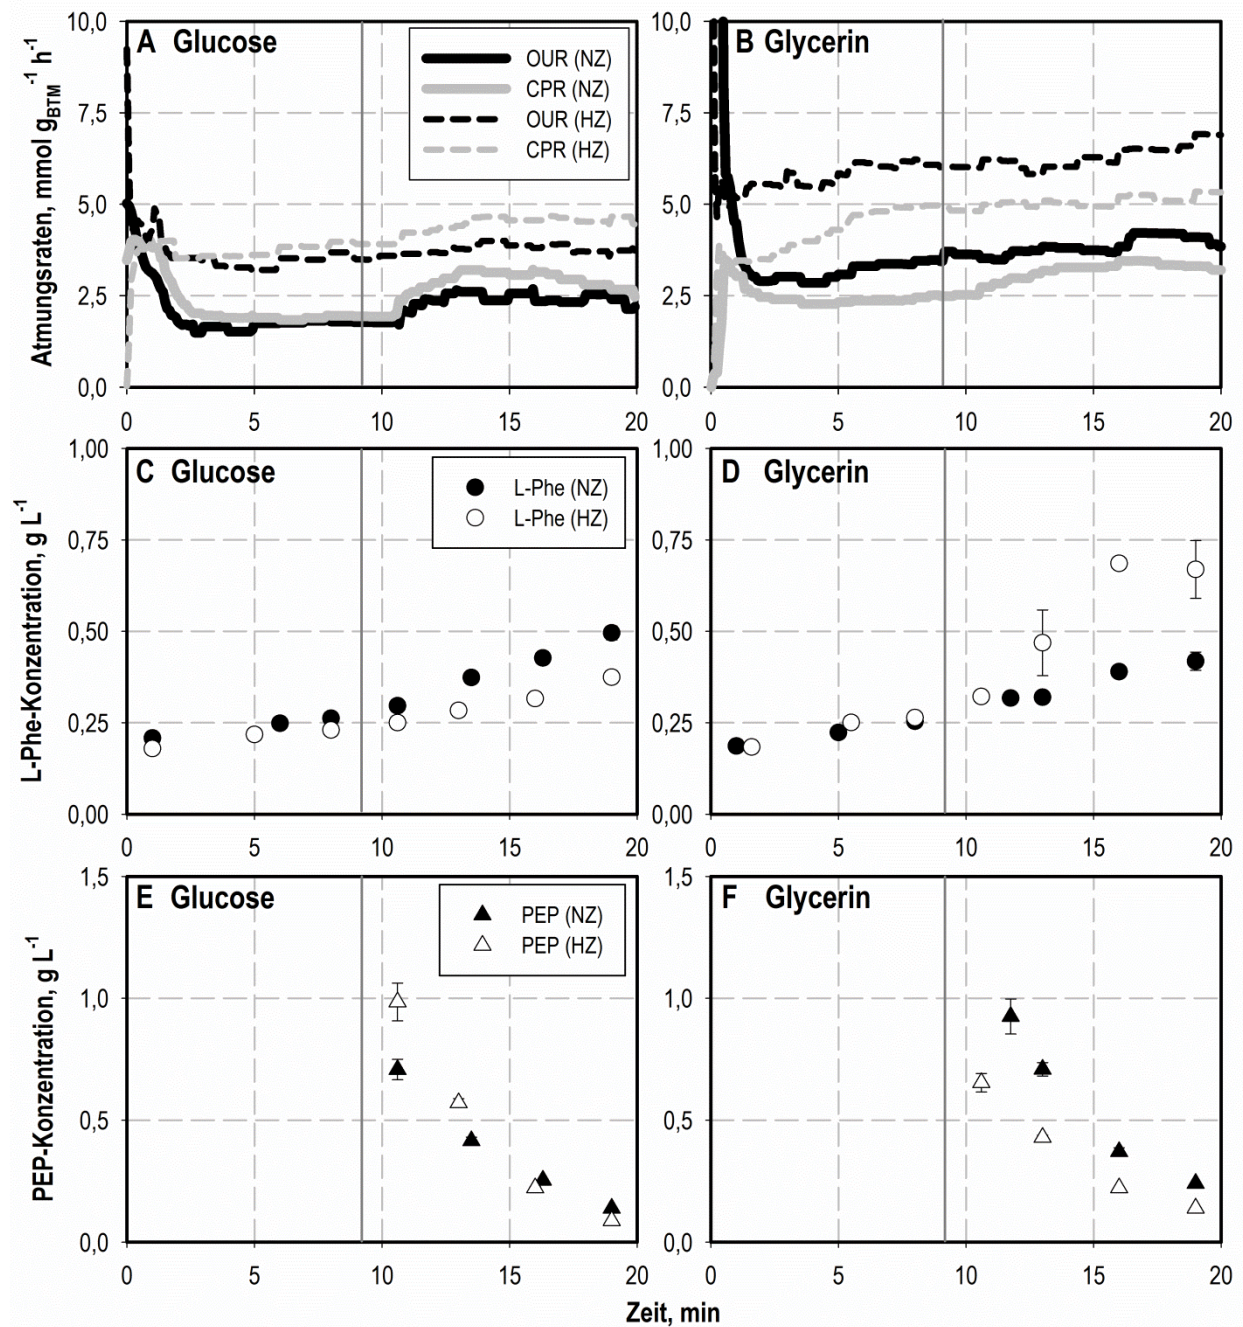 A Glucose
OUR (NZ)
CPR (NZ)
OUR (HZ)
CPR (HZ)
B Glycerin
Atmungsraten, mmol g_BTM⁻¹ h⁻¹
10,0
7,5
5,0
2,5
0,0
0 5 10 15 20
10,0
7,5
5,0
2,5
0,0
0 5 10 15 20
C Glucose
L-Phe (NZ)
L-Phe (HZ)
D Glycerin
L-Phe-Konzentration, g L⁻¹
1,00
0,75
0,50
0,25
0,00
0 5 10 15 20
1,00
0,75
0,50
0,25
0,00
0 5 10 15 20
E Glucose
PEP (NZ)
PEP (HZ)
F Glycerin
PEP-Konzentration, g L⁻¹
1,5
1,0
0,5
0,0
0 5 10 15 20
1,5
1,0
0,5
0,0
0 5 10 15 20
Zeit, min